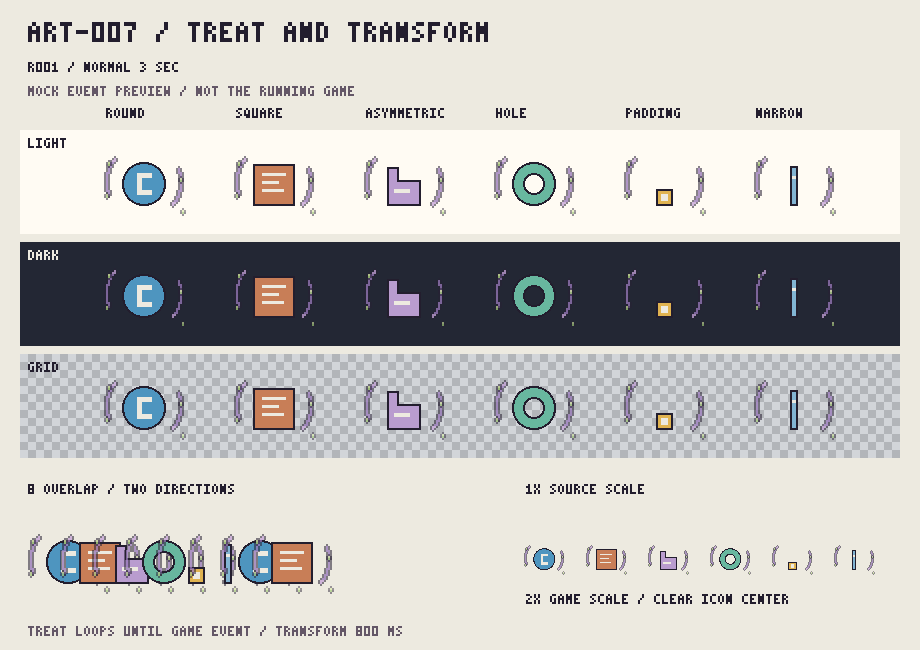 ART-007 / TREAT AND TRANSFORM
R001 / NORMAL 3 SEC
MOCK EVENT PREVIEW / NOT THE RUNNING GAME
ROUND SQUARE ASYMMETRIC HOLE PADDING NARROW
LIGHT
DARK
GRID
8 OVERLAP / TWO DIRECTIONS
1X SOURCE SCALE
2X GAME SCALE / CLEAR ICON CENTER
TREAT LOOPS UNTIL GAME EVENT / TRANSFORM 800 MS